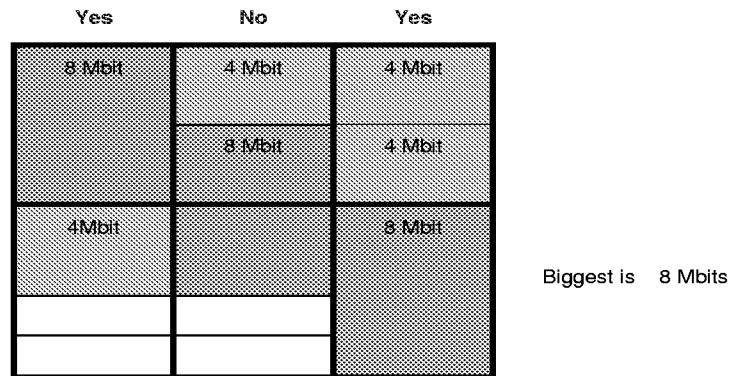 Yes No Yes
8 Mbit 4 Mbit 4 Mbit
8 Mbit 4 Mbit
4Mbit 8 Mbit
Biggest is 8 Mbits